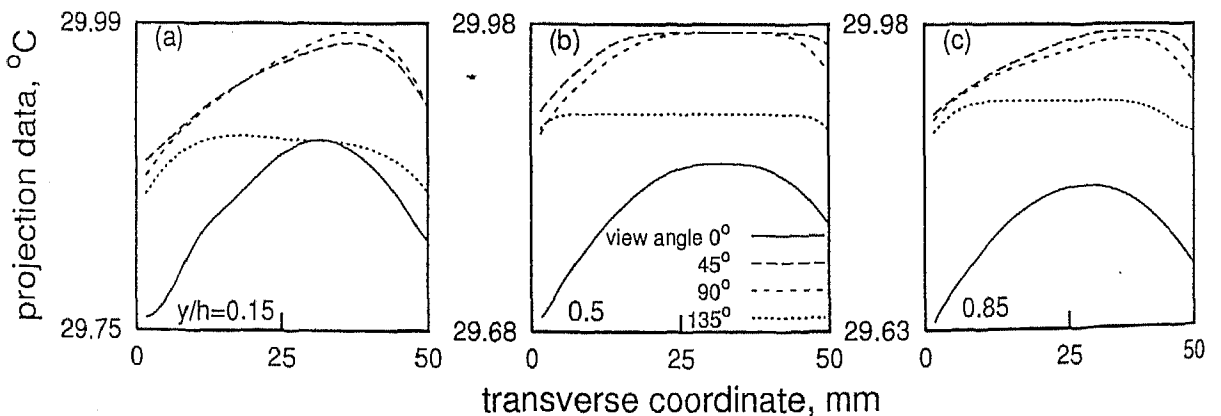 29.99
(a)
projection data, °C
y/h=0.15
29.75
0
25
50
29.98
(b)
view angle 0°
45°
90°
135°
0.5
29.68
0
25
50
29.98
(c)
0.85
29.63
0
25
50
transverse coordinate, mm